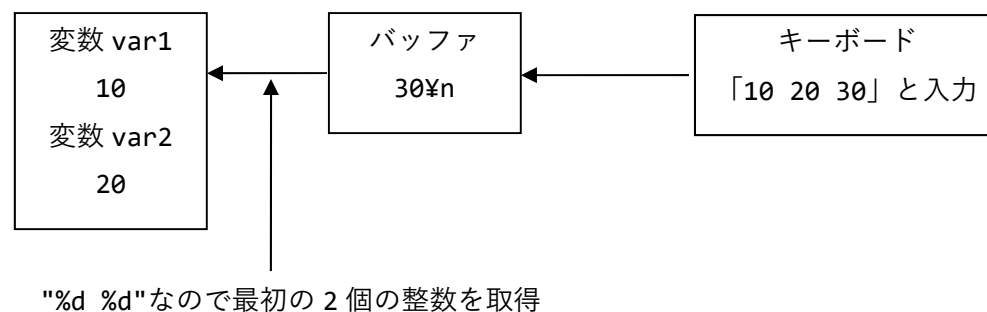 変数 var1
10
変数 var2
20
バッファ
30¥n
キーボード
「10 20 30」と入力
"%d %d"なので最初の 2 個の整数を取得